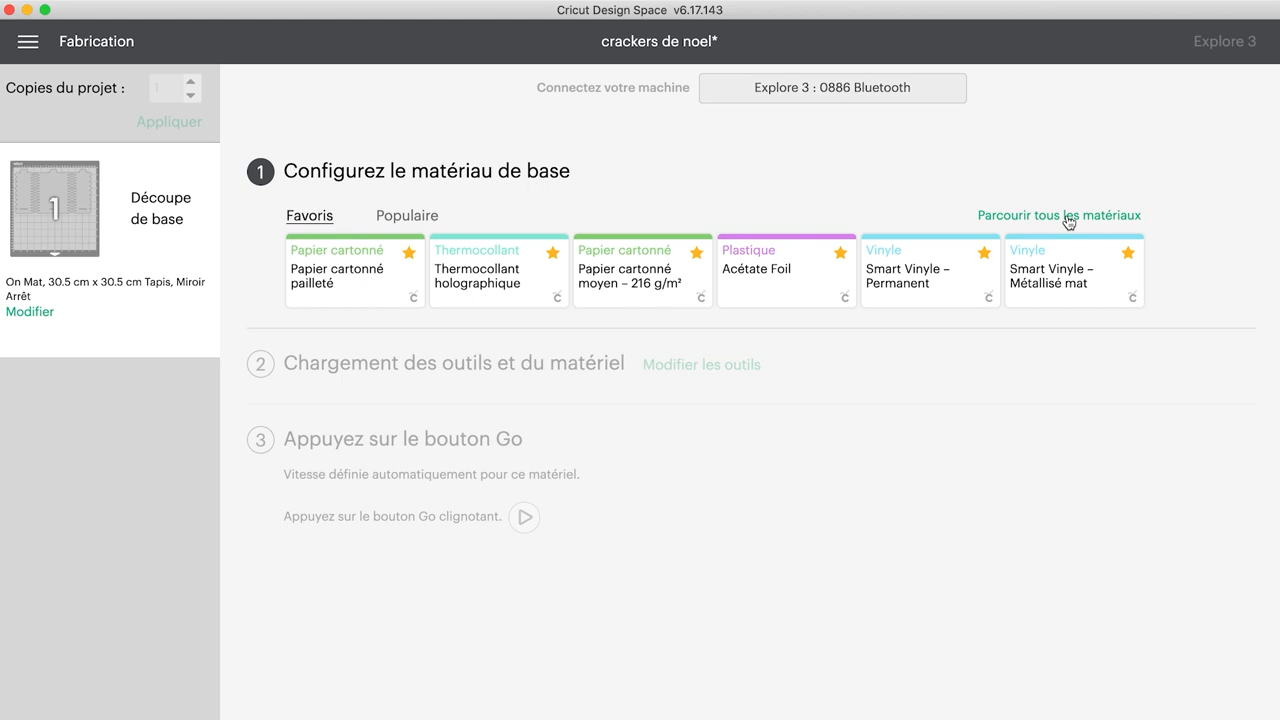 Cricut Design Space v6.17.143
Fabrication
crackers de noel*
Explore 3
Copies du projet :
1
Appliquer
Connectez votre machine
Explore 3 : 0886 Bluetooth
1
Découpe
de base
On Mat, 30.5 cm x 30.5 cm Tapis, Miroir
Arrêt
Modifier
1 Configurez le matériau de base
Favoris
Populaire
Parcourir tous les matériaux
Papier cartonné
Papier cartonné
pailleté
Thermocollant
Thermocollant
holographique
Papier cartonné
Papier cartonné
moyen – 216 g/m²
Plastique
Acétate Foil
Vinyle
Smart Vinyle –
Permanent
Vinyle
Smart Vinyle –
Métallisé mat
2 Chargement des outils et du matériel
Modifier les outils
3 Appuyez sur le bouton Go
Vitesse définie automatiquement pour ce matériel.
Appuyez sur le bouton Go clignotant.